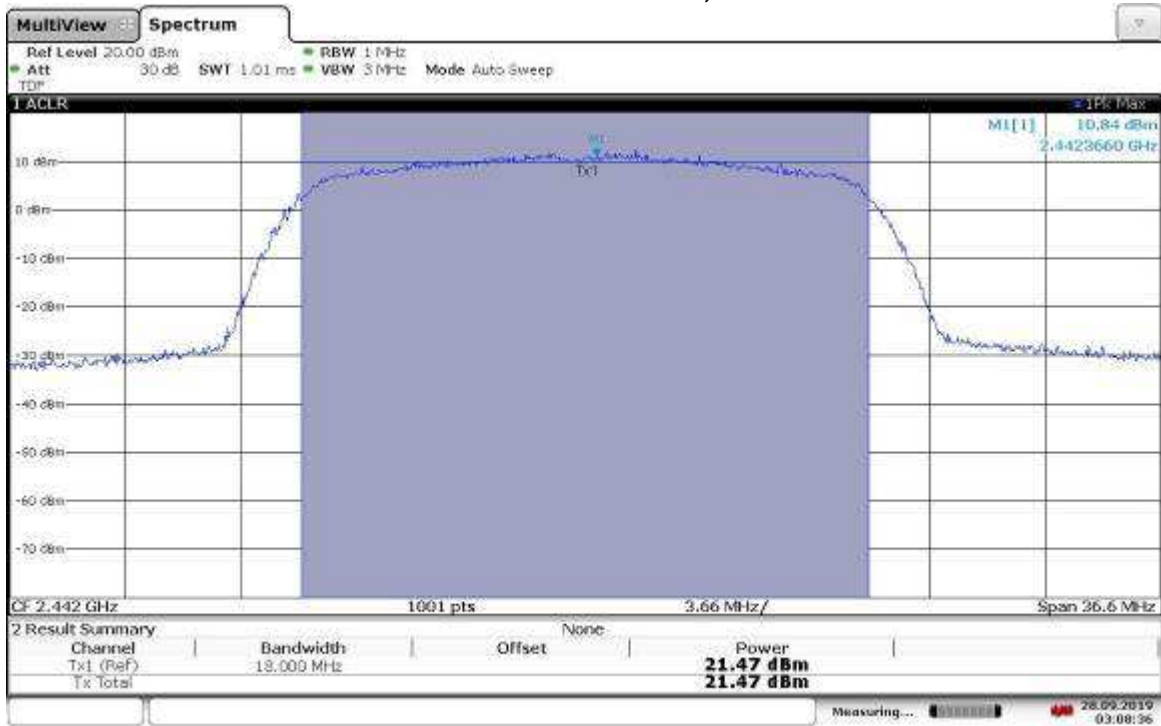 MultiView Spectrum
Ref Level 20.00 dBm RBW 1 MHz
Att 30 dB SWT 1.01 ms VBW 3 MHz Mode Auto Sweep
TDF
1 ACLR 1Pk Max
M1[1] 10.84 dBm
2.4423660 GHz
M1
10 dBm
Tx1
0 dBm
-10 dBm
-20 dBm
-30 dBm
-40 dBm
-50 dBm
-60 dBm
-70 dBm
CF 2.442 GHz 1001 pts 3.66 MHz/ Span 36.6 MHz
2 Result Summary None
Channel Bandwidth Offset Power
Tx1 (Ref) 18.000 MHz 21.47 dBm
Tx Total 21.47 dBm
Measuring... 28.09.2019
03:08:36